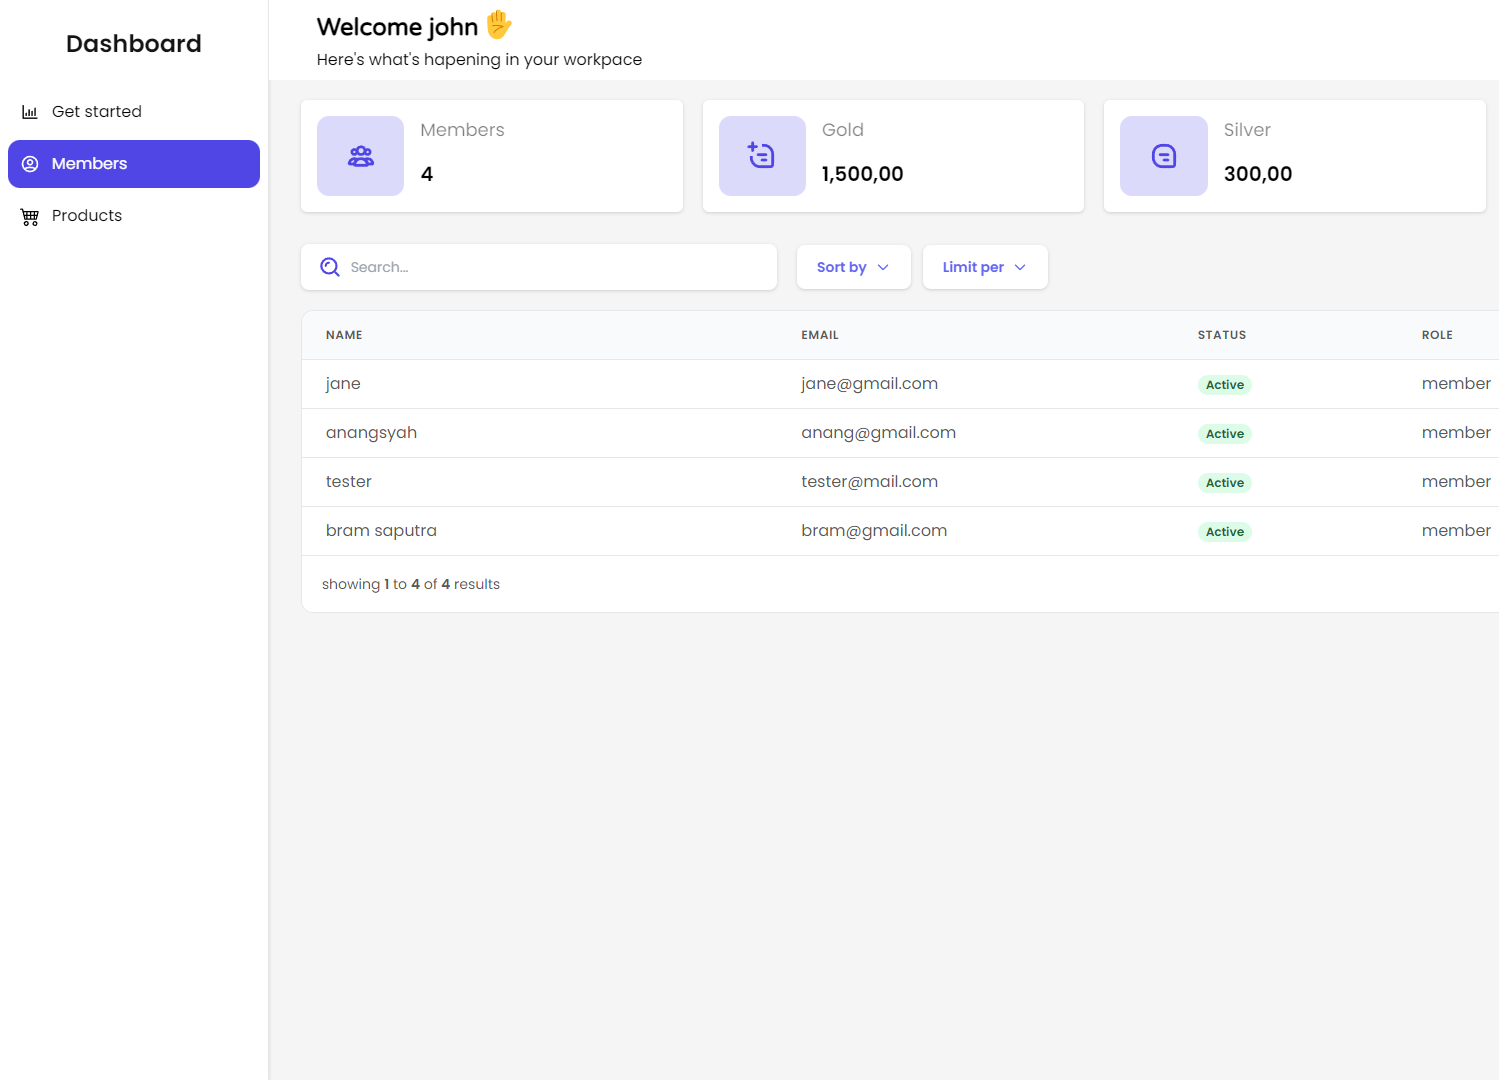 Dashboard
Get started
Members
Products
Welcome john
Here's what's hapening in your workpace
Members
4
Gold
1,500,00
Silver
300,00
Search...
Sort by
Limit per
NAME EMAIL STATUS ROLE
jane jane@gmail.com Active member
anangsyah anang@gmail.com Active member
tester tester@mail.com Active member
bram saputra bram@gmail.com Active member
showing 1 to 4 of 4 results